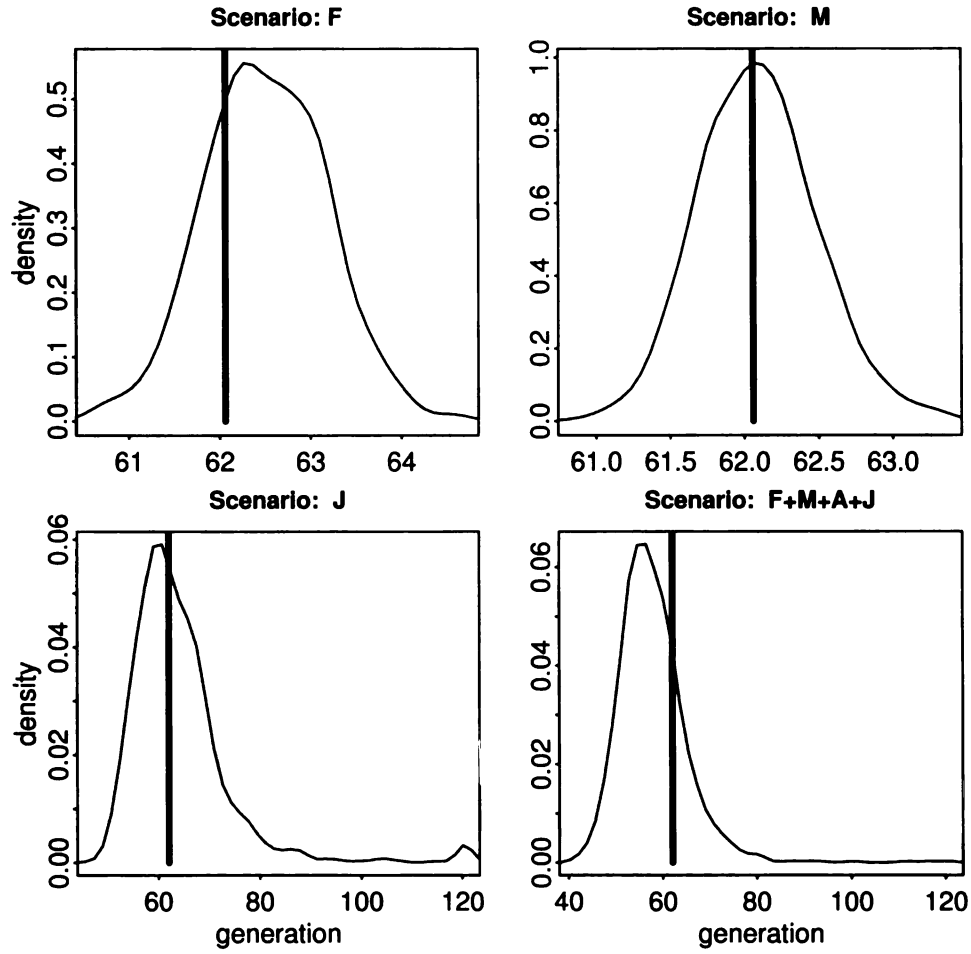 Scenario: F
density
0.0 0.1 0.2 0.3 0.4 0.5
61 62 63 64
Scenario: M
0.0 0.2 0.4 0.6 0.8 1.0
61.0 61.5 62.0 62.5 63.0
Scenario: J
density
0.00 0.02 0.04 0.06
60 80 100 120
generation
Scenario: F+M+A+J
0.00 0.02 0.04 0.06
40 60 80 100 120
generation